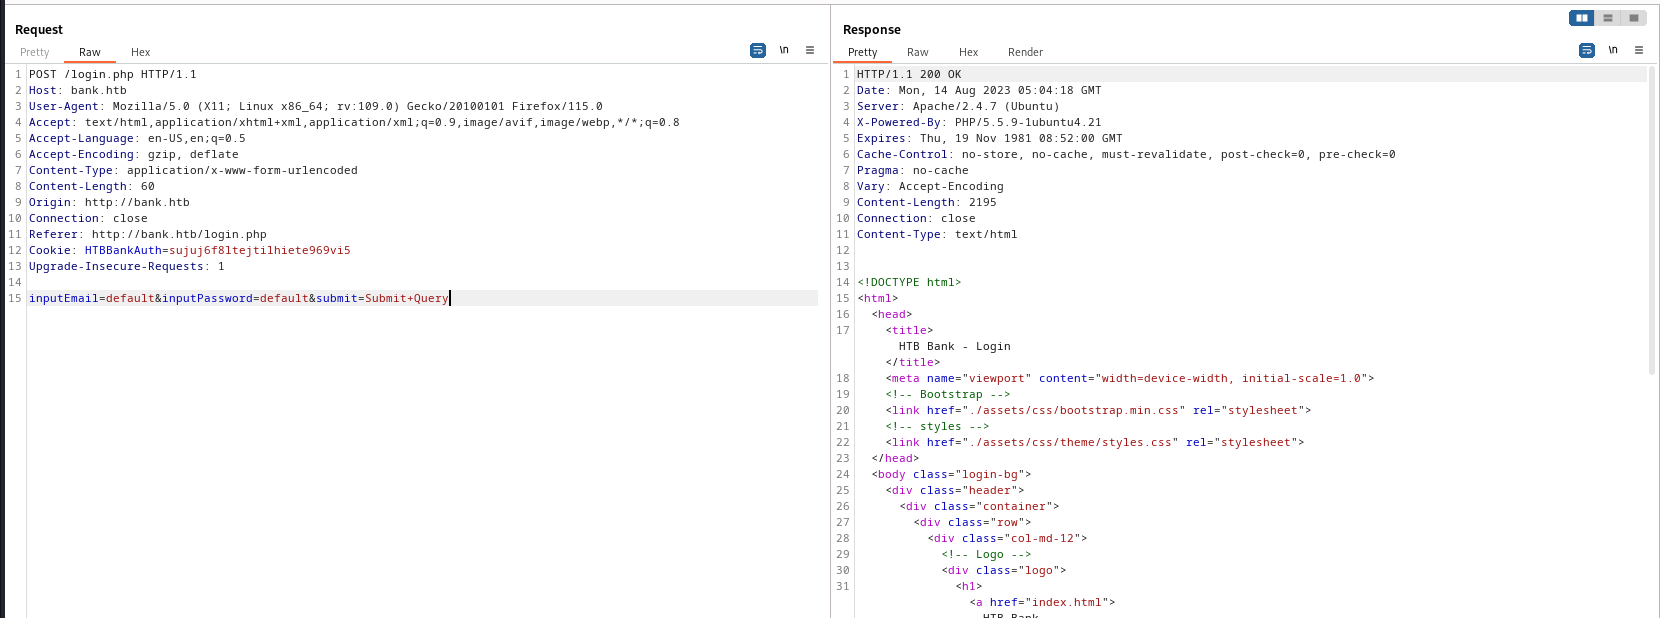 Request
Pretty Raw Hex \n
1 POST /login.php HTTP/1.1
2 Host: bank.htb
3 User-Agent: Mozilla/5.0 (X11; Linux x86_64; rv:109.0) Gecko/20100101 Firefox/115.0
4 Accept: text/html,application/xhtml+xml,application/xml;q=0.9,image/avif,image/webp,*/*;q=0.8
5 Accept-Language: en-US,en;q=0.5
6 Accept-Encoding: gzip, deflate
7 Content-Type: application/x-www-form-urlencoded
8 Content-Length: 60
9 Origin: http://bank.htb
10 Connection: close
11 Referer: http://bank.htb/login.php
12 Cookie: HTBBankAuth=sujuj6f8ltejti1hiete969vi5
13 Upgrade-Insecure-Requests: 1
14
15 inputEmail=default&inputPassword=default&submit=Submit+Query
Response
Pretty Raw Hex Render \n
1 HTTP/1.1 200 OK
2 Date: Mon, 14 Aug 2023 05:04:18 GMT
3 Server: Apache/2.4.7 (Ubuntu)
4 X-Powered-By: PHP/5.5.9-1ubuntu4.21
5 Expires: Thu, 19 Nov 1981 08:52:00 GMT
6 Cache-Control: no-store, no-cache, must-revalidate, post-check=0, pre-check=0
7 Pragma: no-cache
8 Vary: Accept-Encoding
9 Content-Length: 2195
10 Connection: close
11 Content-Type: text/html
12
13
14 <!DOCTYPE html>
15 <html>
16 <head>
17 <title>
HTB Bank - Login
</title>
18 <meta name="viewport" content="width=device-width, initial-scale=1.0">
19 <!-- Bootstrap -->
20 <link href="./assets/css/bootstrap.min.css" rel="stylesheet">
21 <!-- styles -->
22 <link href="./assets/css/theme/styles.css" rel="stylesheet">
23 </head>
24 <body class="login-bg">
25 <div class="header">
26 <div class="container">
27 <div class="row">
28 <div class="col-md-12">
29 <!-- Logo -->
30 <div class="logo">
31 <h1>
<a href="index.html">
HTB Bank